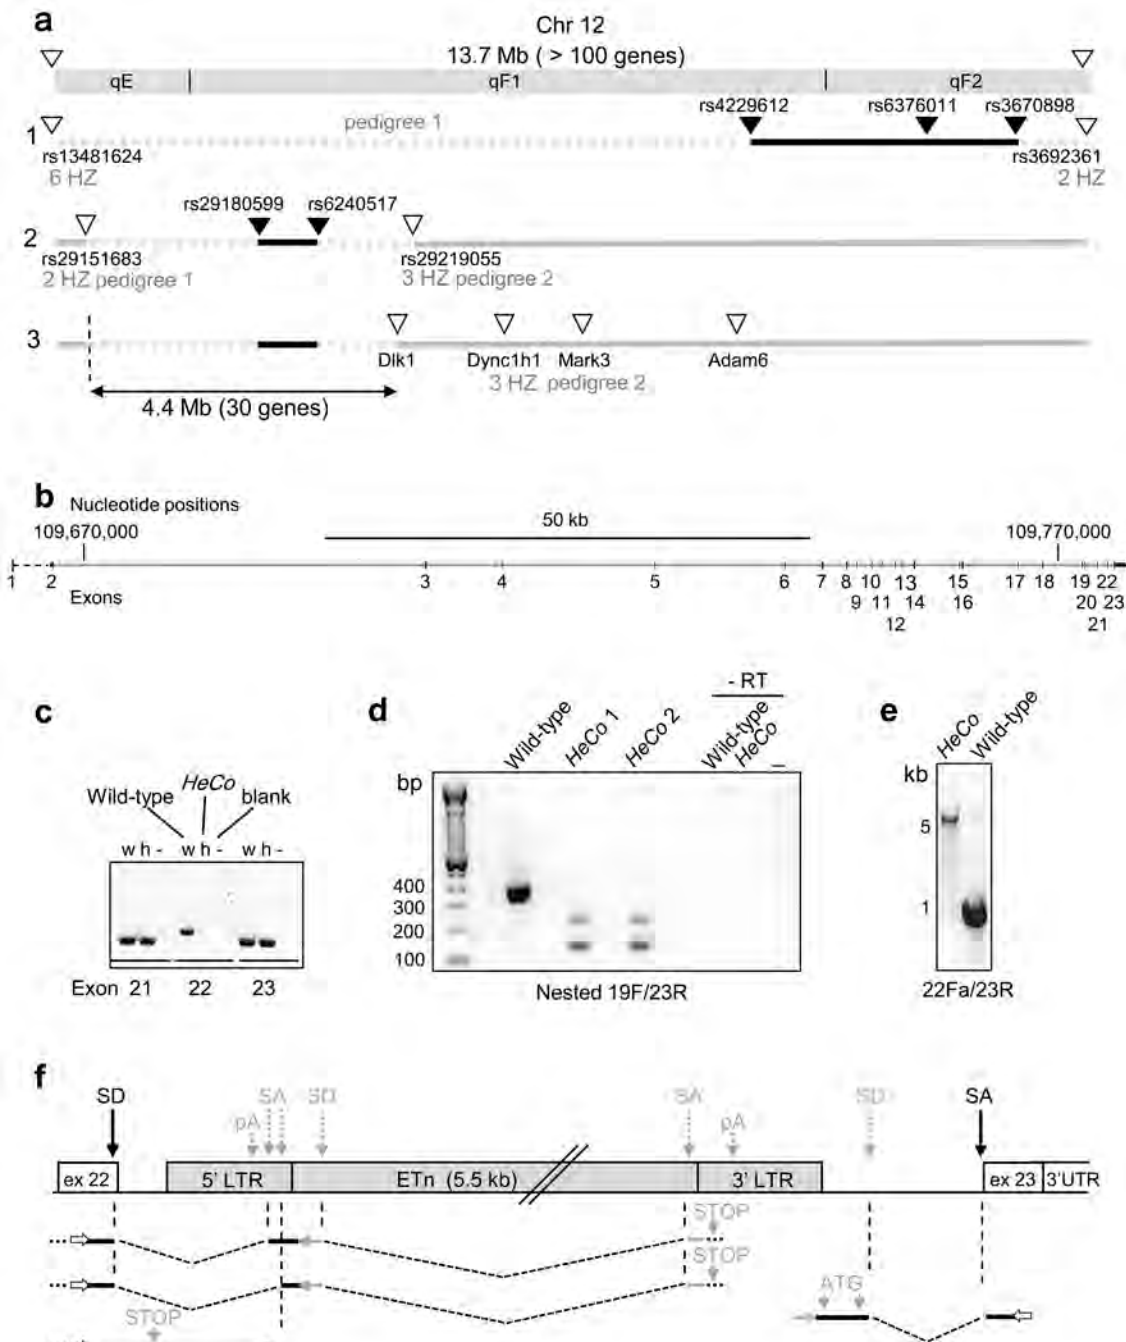 a
Chr 12
13.7 Mb ( > 100 genes)
qE
qF1
qF2
rs4229612
rs6376011
rs3670898
1
pedigree 1
rs13481624
rs3692361
6 HZ
2 HZ
rs29180599
rs6240517
2
rs29151683
rs29219055
2 HZ pedigree 1
3 HZ pedigree 2
3
Dlk1
Dync1h1
Mark3
Adam6
3 HZ pedigree 2
4.4 Mb (30 genes)
b
Nucleotide positions
109,670,000
50 kb
109,770,000
1 2 3 4 5 6 7 8 10 13 15 17 18 19 22
Exons
9 11 14 16 20 23
12 21
c
HeCo
Wild-type
blank
w h - w h - w h -
Exon 21 22 23
d
- RT
Wild-type
HeCo 1
HeCo 2
Wild-type
HeCo
–
bp
400
300
200
100
Nested 19F/23R
e
HeCo
Wild-type
kb
5
1
22Fa/23R
f
SD
SA
SD
SA
SD
SA
pA
pA
ex 22
5' LTR
ETn (5.5 kb)
3' LTR
ex 23
3'UTR
STOP
STOP
ATG
STOP